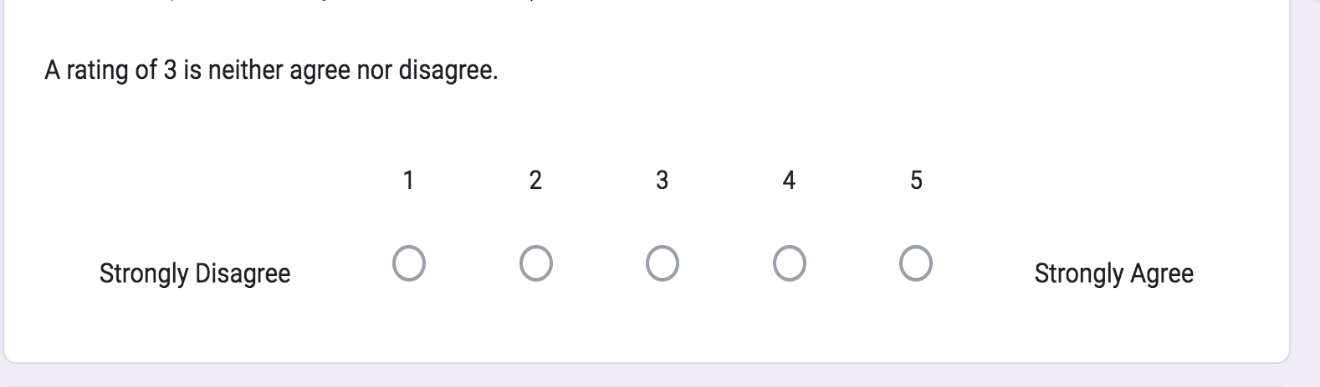 A rating of 3 is neither agree nor disagree.
1 2 3 4 5
Strongly Disagree Strongly Agree